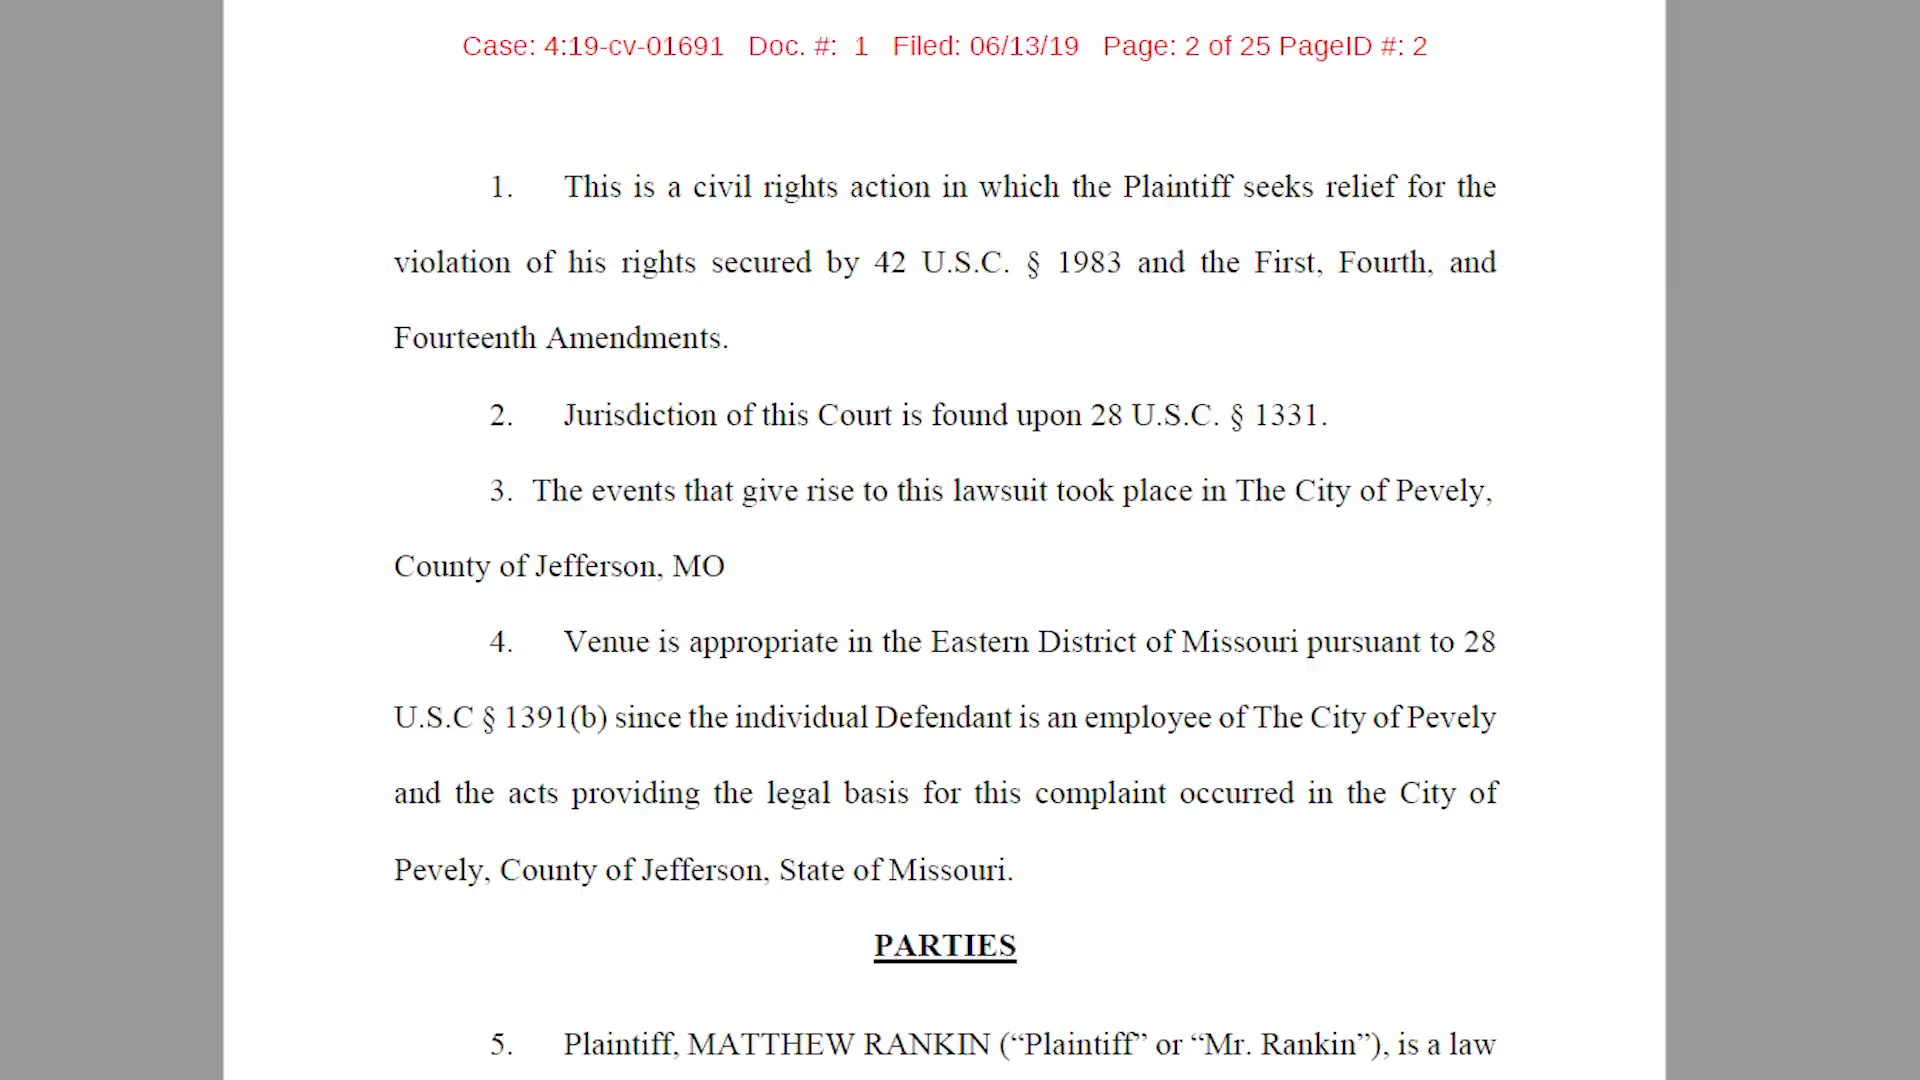 Case: 4:19-cv-01691 Doc. #: 1 Filed: 06/13/19 Page: 2 of 25 PageID #: 2
1. This is a civil rights action in which the Plaintiff seeks relief for the
violation of his rights secured by 42 U.S.C. § 1983 and the First, Fourth, and
Fourteenth Amendments.
2. Jurisdiction of this Court is found upon 28 U.S.C. § 1331.
3. The events that give rise to this lawsuit took place in The City of Pevely,
County of Jefferson, MO
4. Venue is appropriate in the Eastern District of Missouri pursuant to 28
U.S.C § 1391(b) since the individual Defendant is an employee of The City of Pevely
and the acts providing the legal basis for this complaint occurred in the City of
Pevely, County of Jefferson, State of Missouri.
PARTIES
5. Plaintiff, MATTHEW RANKIN (“Plaintiff” or “Mr. Rankin”), is a law